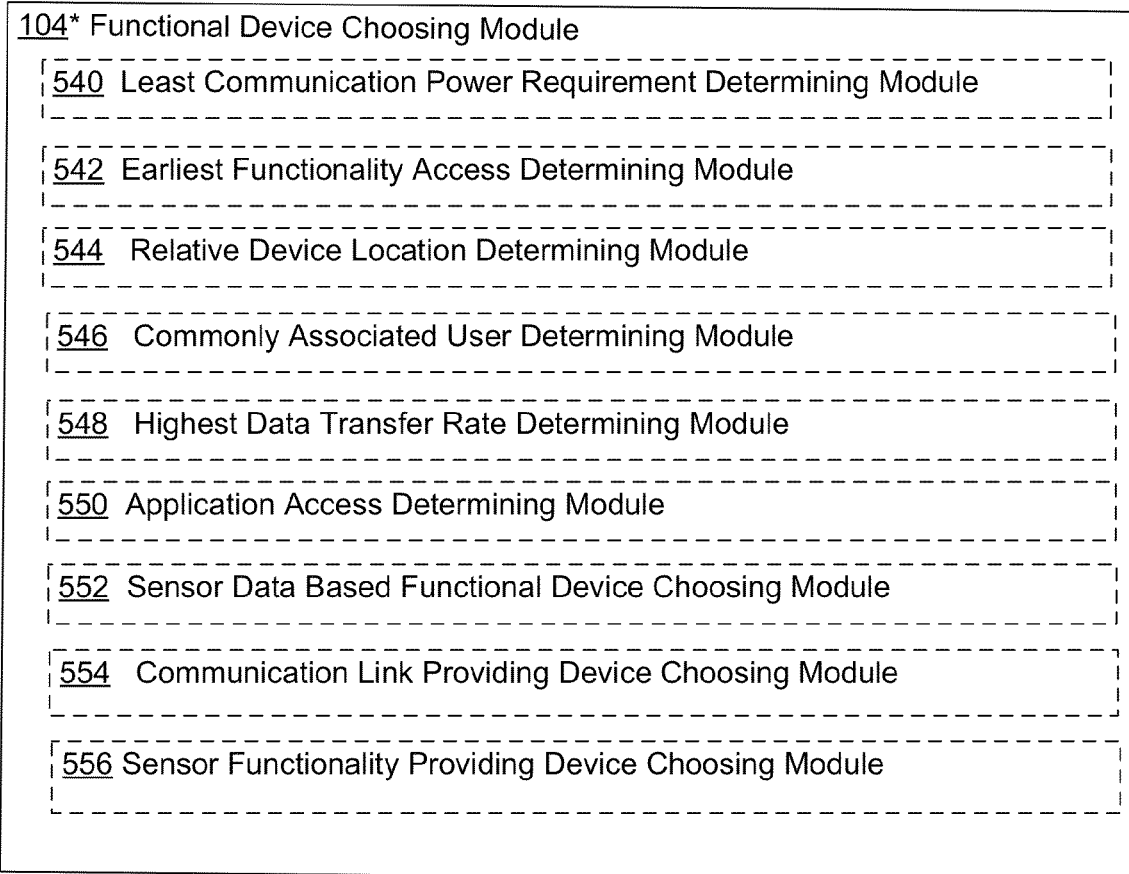 104* Functional Device Choosing Module
540 Least Communication Power Requirement Determining Module
542 Earliest Functionality Access Determining Module
544 Relative Device Location Determining Module
546 Commonly Associated User Determining Module
548 Highest Data Transfer Rate Determining Module
550 Application Access Determining Module
552 Sensor Data Based Functional Device Choosing Module
554 Communication Link Providing Device Choosing Module
556 Sensor Functionality Providing Device Choosing Module